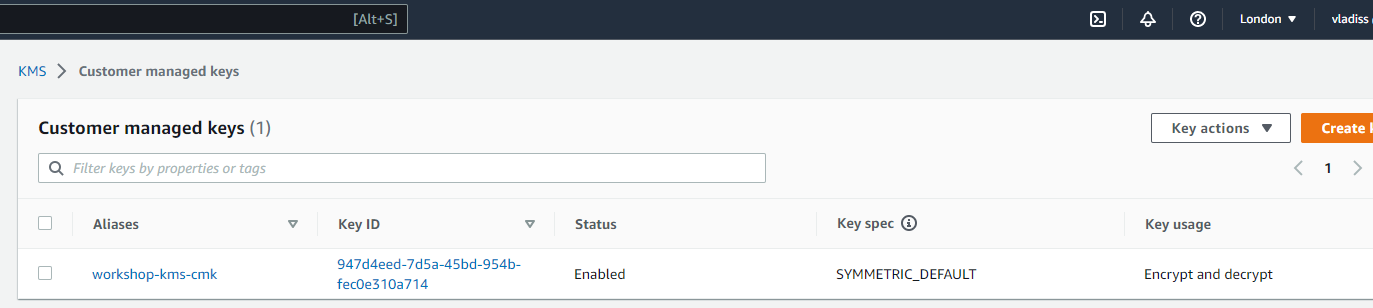 [Alt+S]
London
vladiss
KMS
Customer managed keys
Customer managed keys (1)
Key actions
Create
Filter keys by properties or tags
1
Aliases
Key ID
Status
Key spec
Key usage
workshop-kms-cmk
947d4eed-7d5a-45bd-954b-
fec0e310a714
Enabled
SYMMETRIC_DEFAULT
Encrypt and decrypt